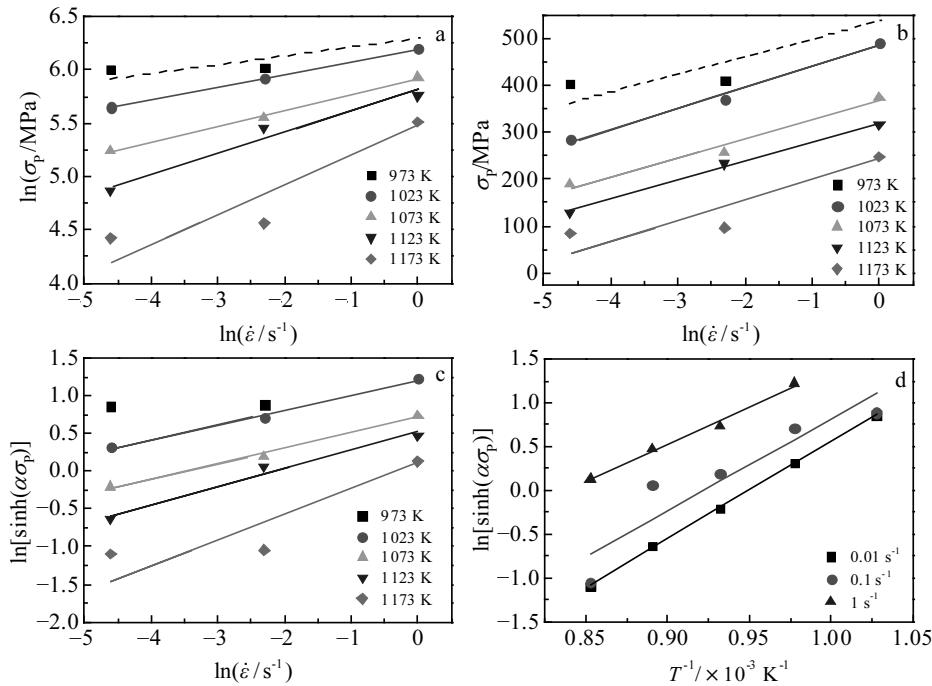 a
ln(σp/MPa)
6.5
6.0
5.5
5.0
4.5
4.0
973 K
1023 K
1073 K
1123 K
1173 K
−5 −4 −3 −2 −1 0
ln(ε̇ / s⁻¹)
b
σp/MPa
500
400
300
200
100
0
973 K
1023 K
1073 K
1123 K
1173 K
-5 −4 −3 −2 −1 0
ln(ε̇ / s⁻¹)
c
ln[sinh(ασp)]
1.5
1.0
0.5
0.0
−0.5
−1.0
−1.5
−2.0
973 K
1023 K
1073 K
1123 K
1173 K
−5 −4 −3 −2 −1 0
ln(ε̇ / s⁻¹)
d
ln[sinh(ασp)]
1.5
1.0
0.5
0.0
−0.5
−1.0
−1.5
0.01 s⁻¹
0.1 s⁻¹
1 s⁻¹
0.85 0.90 0.95 1.00 1.05
T⁻¹/× 10⁻³ K⁻¹